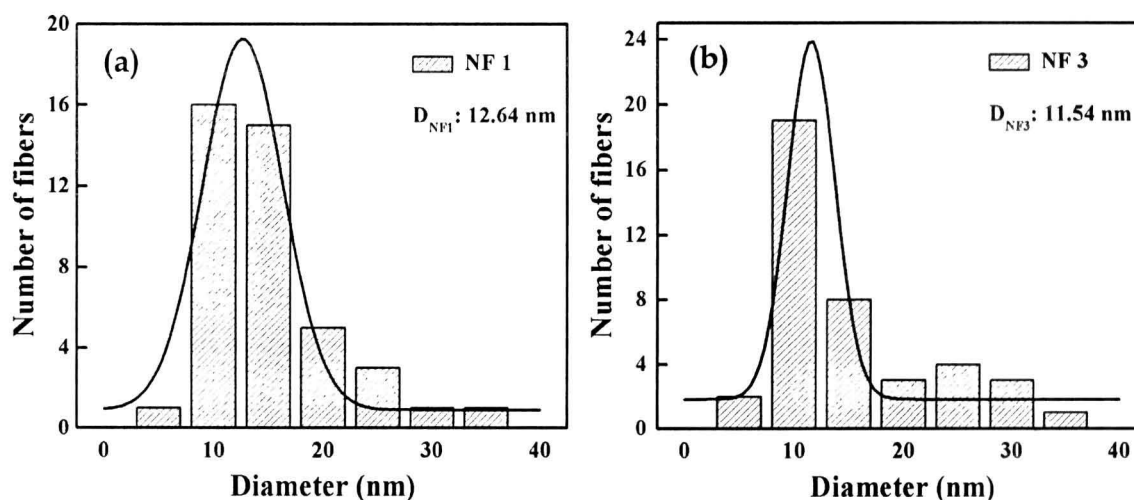 (a)
NF 1
D_NF1: 12.64 nm
20
16
12
8
4
0
Number of fibers
0 10 20 30 40
Diameter (nm)
(b)
NF 3
D_NF3: 11.54 nm
24
20
16
12
8
4
0
Number of fibers
0 10 20 30 40
Diameter (nm)